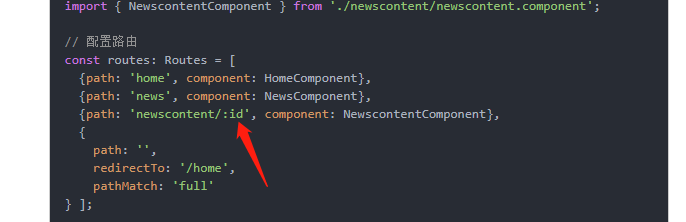 import { NewscontentComponent } from './newscontent/newscontent.component';
// 配置路由
const routes: Routes = [
{path: 'home', component: HomeComponent},
{path: 'news', component: NewsComponent},
{path: 'newscontent/:id', component: NewscontentComponent},
{
path: '',
redirectTo: '/home',
pathMatch: 'full'
} ];